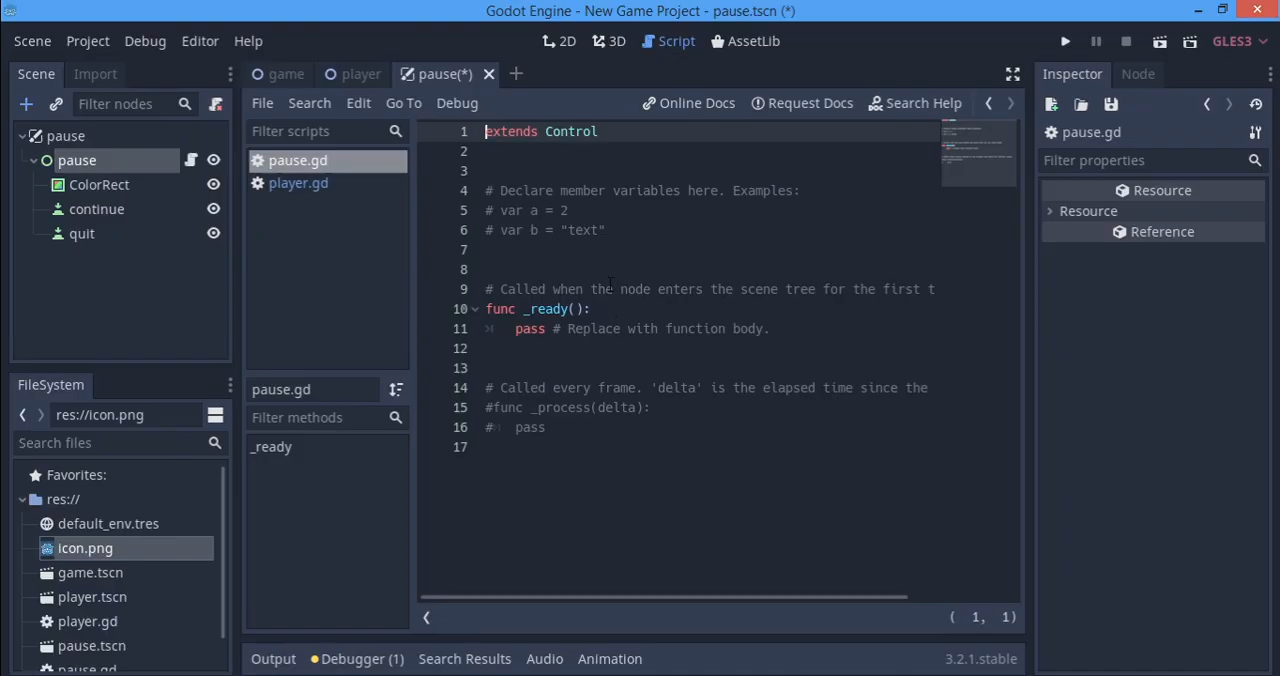 Godot Engine - New Game Project - pause.tscn (*)
Scene Project Debug Editor Help
2D 3D Script AssetLib
GLES3
Scene Import
Filter nodes
pause
pause
ColorRect
continue
quit
FileSystem
res://icon.png
Search files
Favorites:
res://
default_env.tres
icon.png
game.tscn
player.tscn
player.gd
pause.tscn
pause.gd
game player pause(*)
File Search Edit Go To Debug
Online Docs Request Docs Search Help
Filter scripts
pause.gd
player.gd
pause.gd
Filter methods
_ready
1 extends Control
2
3
4 # Declare member variables here. Examples:
5 # var a = 2
6 # var b = "text"
7
8
9 # Called when the node enters the scene tree for the first t
10 func _ready():
11 pass # Replace with function body.
12
13
14 # Called every frame. 'delta' is the elapsed time since the
15 #func _process(delta):
16 # pass
17
( 1, 1)
Output Debugger (1) Search Results Audio Animation
3.2.1.stable
Inspector Node
pause.gd
Filter properties
Resource
Resource
Reference